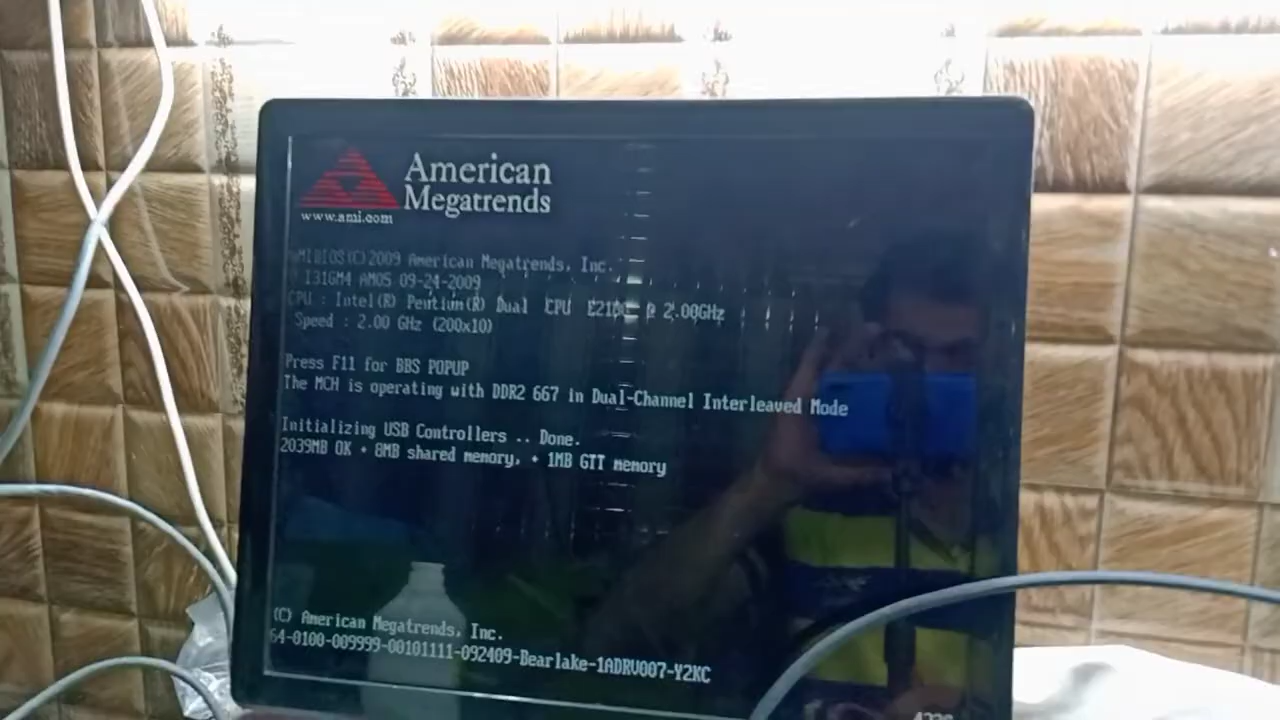 American
Megatrends
www.ami.com
AMIBIOS(C)2009 American Megatrends, Inc.
I31GM4 AM05 09-24-2009
CPU : Intel(R) Pentium(R) Dual CPU @ 2.00GHz
Speed : 2.00 GHz (200x10)
Press F11 for BBS POPUP
The MCH is operating with DDR2 667 in Dual-Channel Interleaved Mode
Initializing USB Controllers .. Done.
2039MB OK + 8MB shared memory, + 1MB GTT memory
(C) American Megatrends, Inc.
64-0100-009999-00101111-092409-Bearlake-1ADRV007-Y2KC